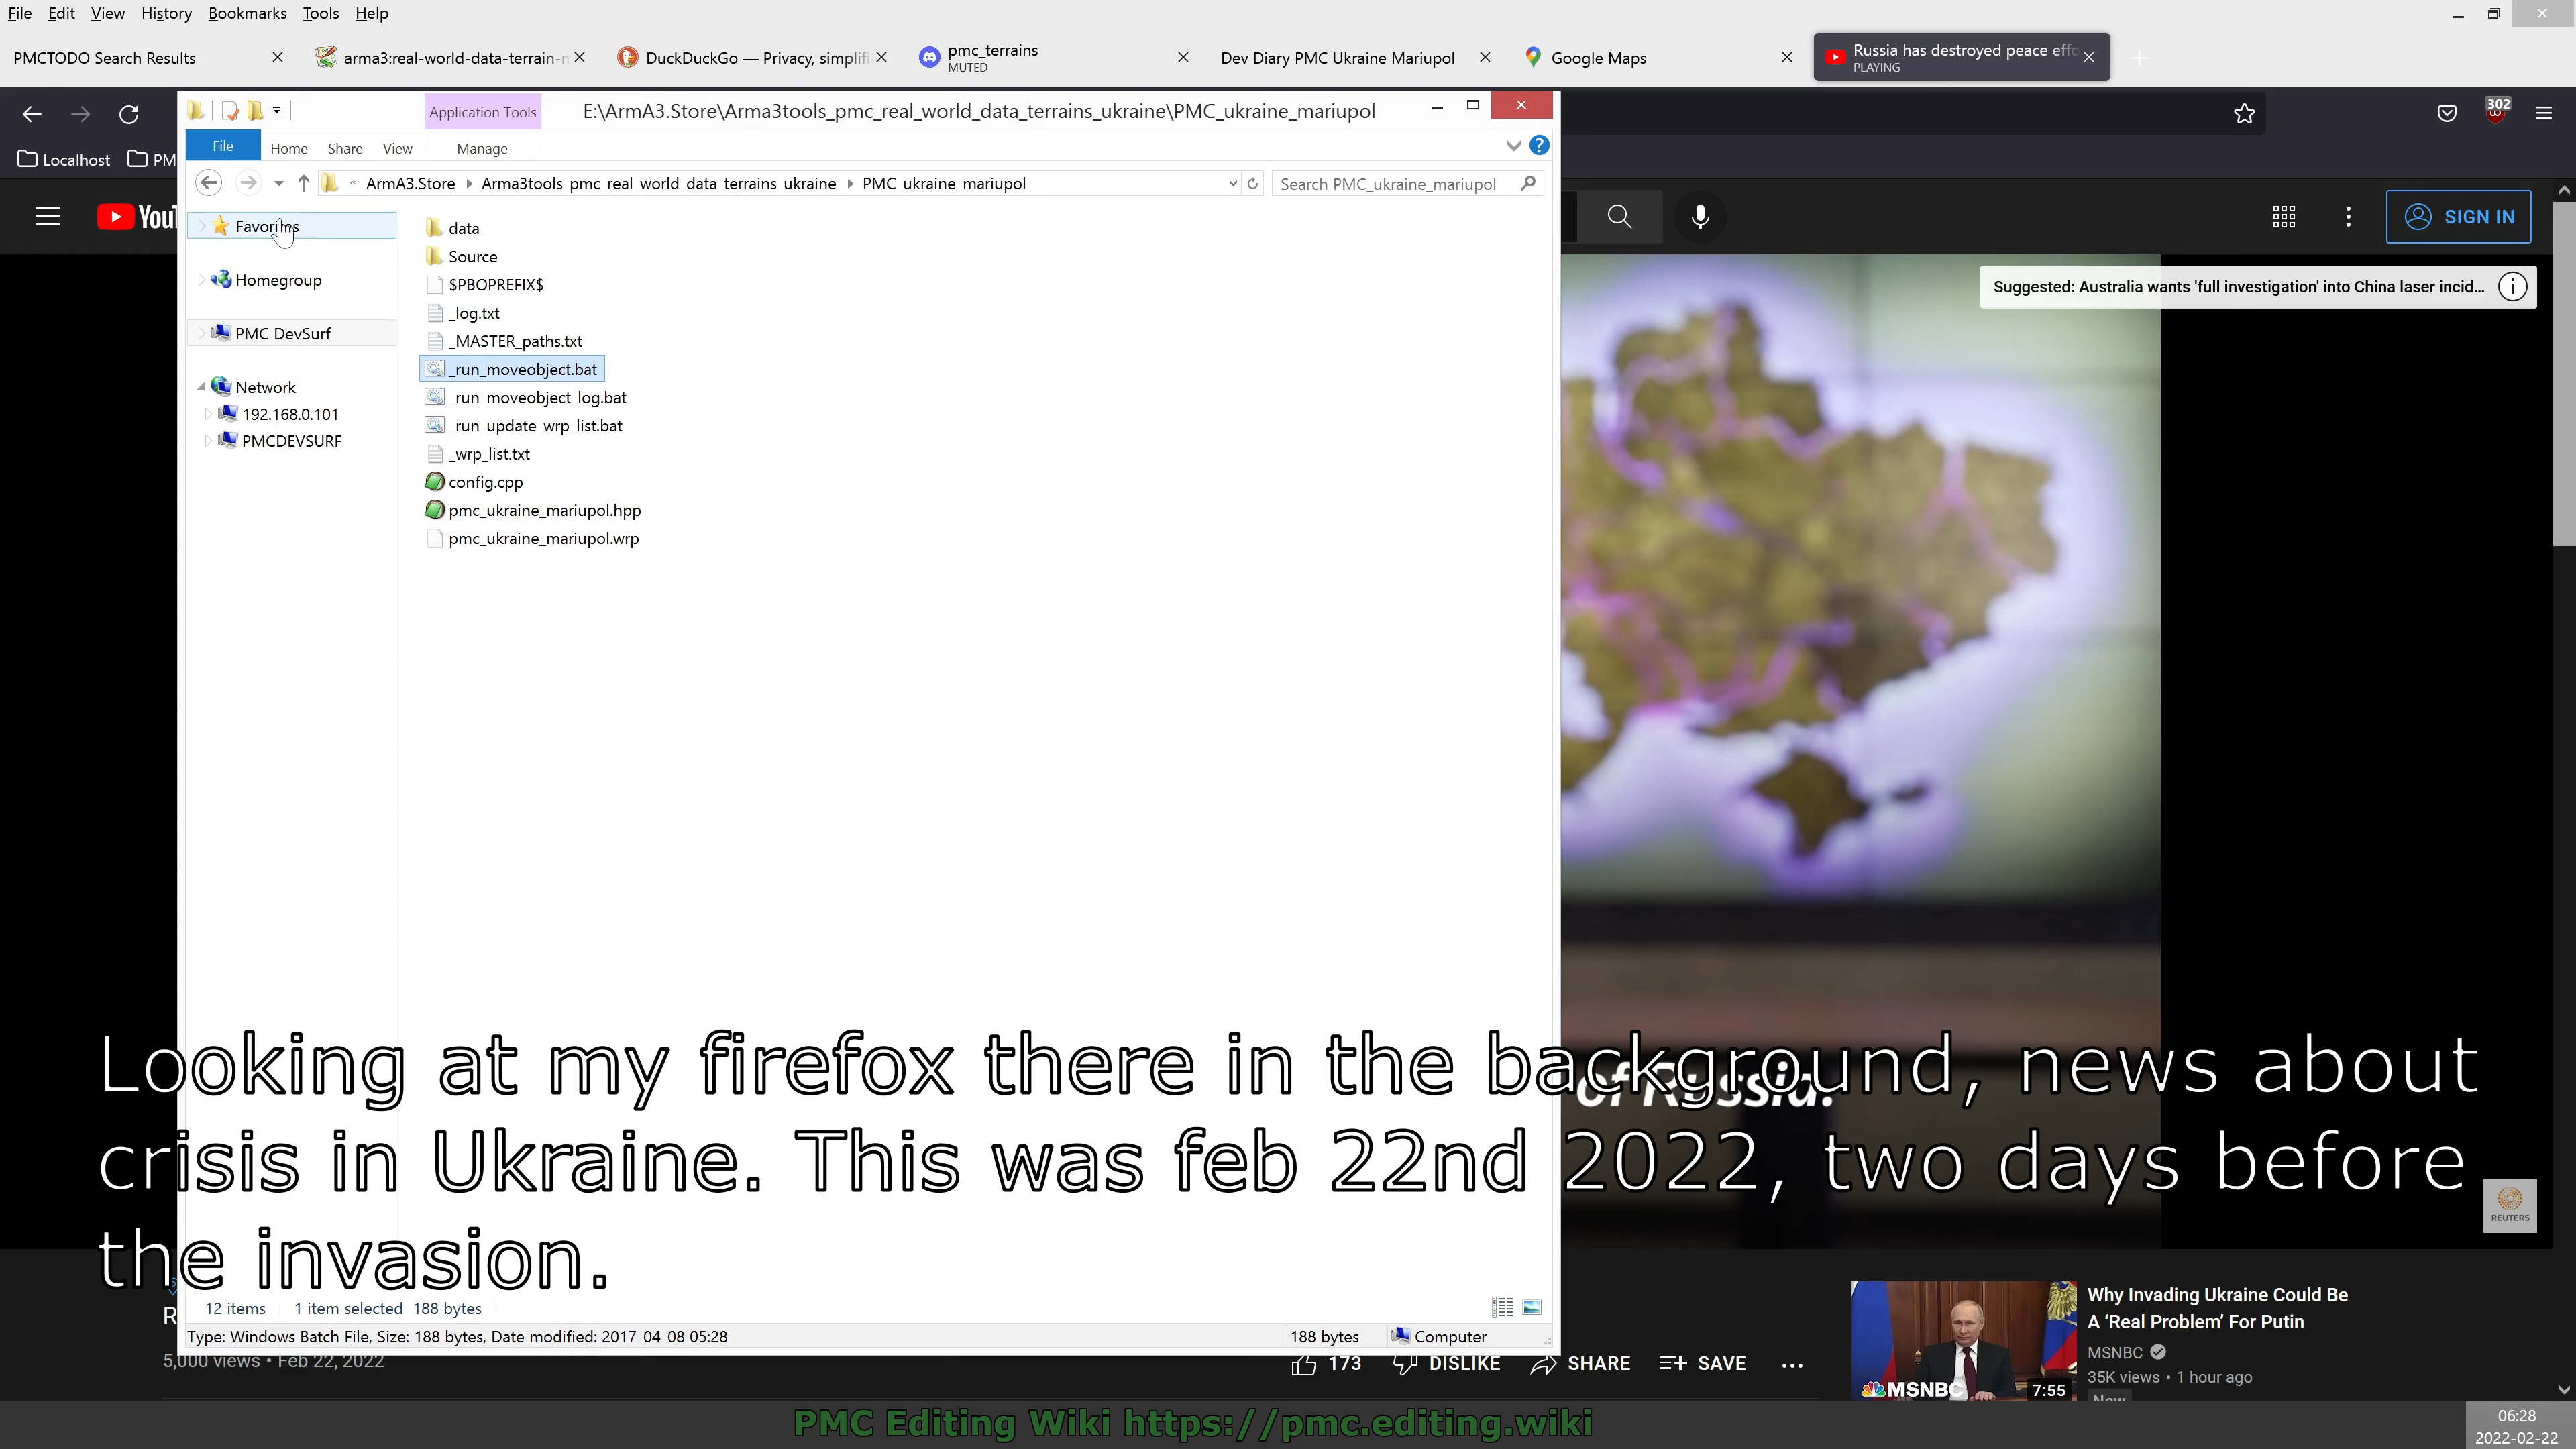 File Edit View History Bookmarks Tools Help
PMCTODO Search Results
arma3:real-world-data-terrain-n
DuckDuckGo — Privacy, simplifi
pmc_terrains
MUTED
Dev Diary PMC Ukraine Mariupol
Google Maps
Russia has destroyed peace effo
PLAYING
Application Tools
E:\ArmA3.Store\Arma3tools_pmc_real_world_data_terrains_ukraine\PMC_ukraine_mariupol
302
File Home Share View Manage
Localhost
PM
« ArmA3.Store Arma3tools_pmc_real_world_data_terrains_ukraine PMC_ukraine_mariupol
Search PMC_ukraine_mariupol
SIGN IN
Favorites
Homegroup
PMC DevSurf
Network
192.168.0.101
PMCDEVSURF
data
Source
$PBOPREFIX$
_log.txt
_MASTER_paths.txt
_run_moveobject.bat
_run_moveobject_log.bat
_run_update_wrp_list.bat
_wrp_list.txt
config.cpp
pmc_ukraine_mariupol.hpp
pmc_ukraine_mariupol.wrp
Suggested: Australia wants 'full investigation' into China laser incid...
of Russia.
Looking at my firefox there in the background, news about
crisis in Ukraine. This was feb 22nd 2022, two days before
the invasion.
REUTERS
12 items 1 item selected 188 bytes
Type: Windows Batch File, Size: 188 bytes, Date modified: 2017-04-08 05:28
188 bytes
Computer
5,000 views • Feb 22, 2022
173 DISLIKE SHARE SAVE ...
MSNBC
7:55
Why Invading Ukraine Could Be
A ‘Real Problem’ For Putin
MSNBC
35K views • 1 hour ago
New
PMC Editing Wiki https://pmc.editing.wiki
06:28
2022-02-22